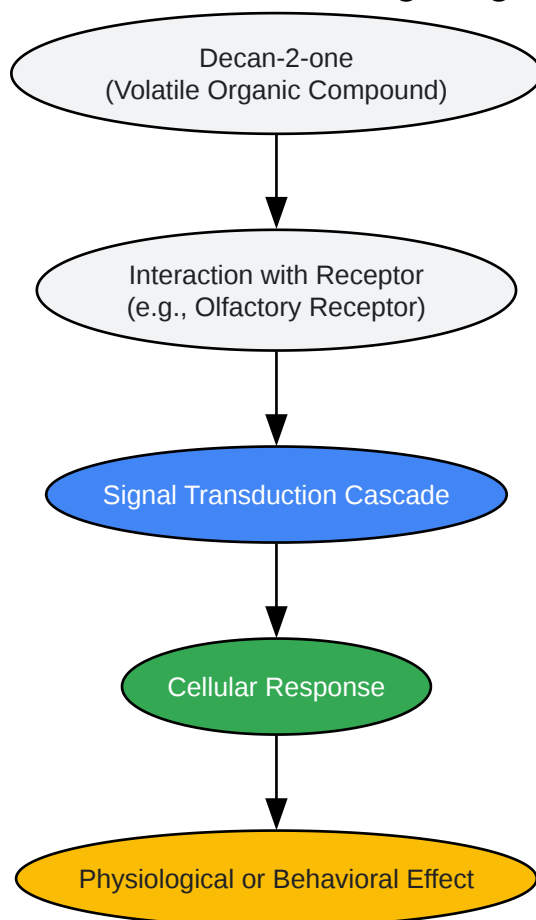 Decan-2-one
(Volatile Organic Compound)
Interaction with Receptor
(e.g., Olfactory Receptor)
Signal Transduction Cascade
Cellular Response
Physiological or Behavioral Effect